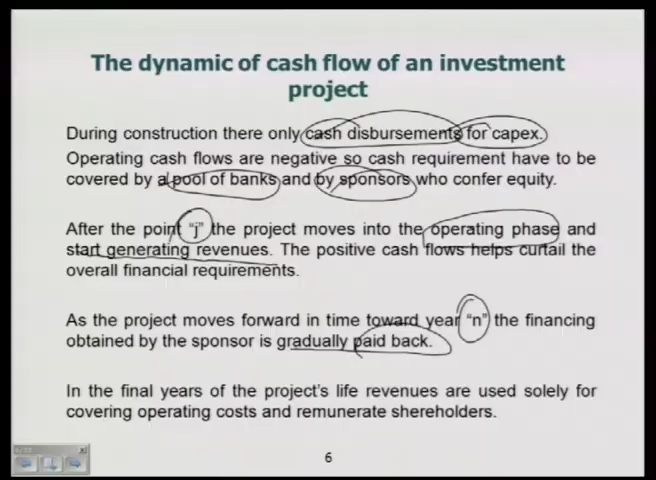 The dynamic of cash flow of an investment
project
During construction there only cash disbursements for capex.
Operating cash flows are negative so cash requirement have to be
covered by a pool of banks and by sponsors who confer equity.
After the point "j" the project moves into the operating phase and
start generating revenues. The positive cash flows helps curtail the
overall financial requirements.
As the project moves forward in time toward year "n" the financing
obtained by the sponsor is gradually paid back.
In the final years of the project's life revenues are used solely for
covering operating costs and remunerate shereholders.
6